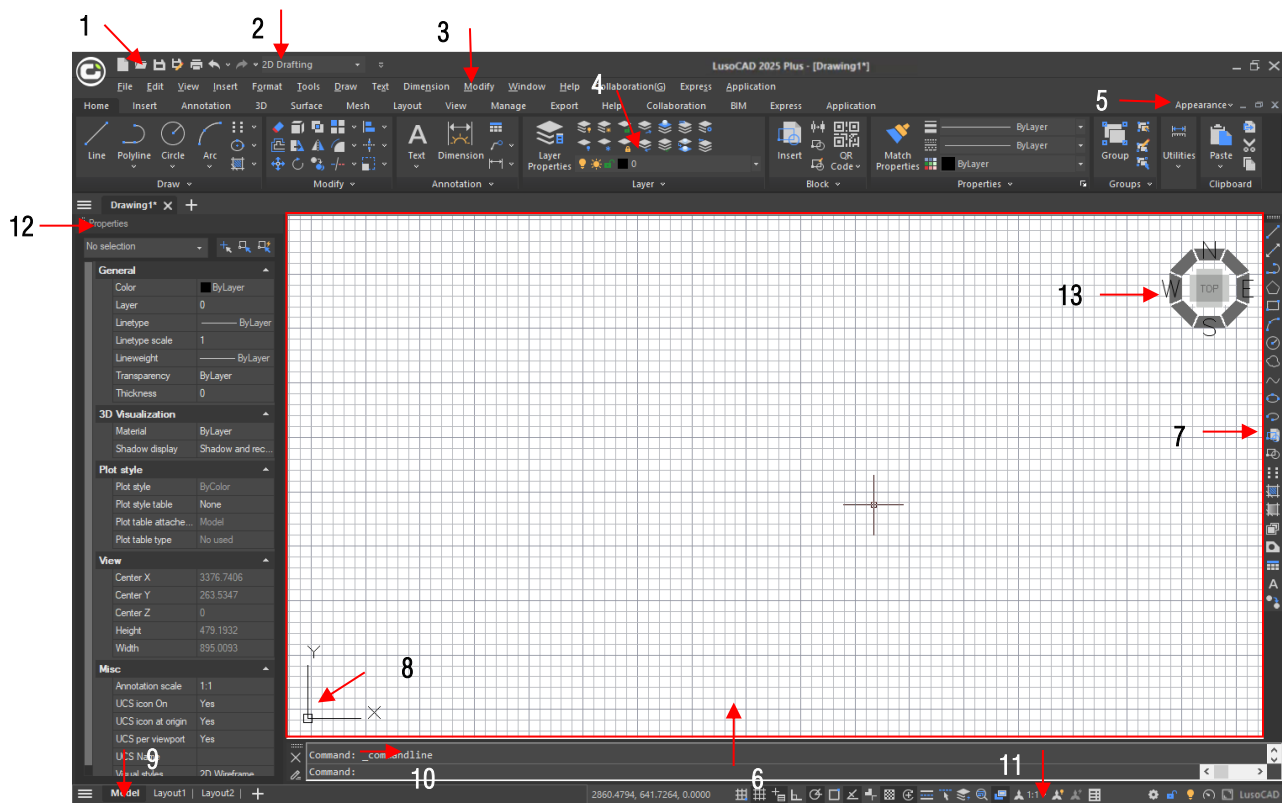 1
2
3
2D Drafting
LusoCAD 2025 Plus - [Drawing1*]
File Edit View Insert Format Tools Draw Text Dimension Modify Window Help Collaboration(G) Express Application
4
5
Home Insert Annotation 3D Surface Mesh Layout View Manage Export Help Collaboration BIM Express Application Appearance
Line Polyline Circle Arc
Text Dimension
Layer Properties
0
Insert
QR Code
Match Properties
ByLayer
ByLayer
ByLayer
Group
Utilities
Paste
Draw Modify Annotation Layer Block Properties Groups Clipboard
Drawing1*
12
Properties
No selection
General
Color ByLayer
Layer 0
Linetype ByLayer
Linetype scale 1
Lineweight ByLayer
Transparency ByLayer
Thickness 0
3D Visualization
Material ByLayer
Shadow display Shadow and rec...
Plot style
Plot style ByColor
Plot style table None
Plot table attache... Model
Plot table type No used
View
Center X 3376.7406
Center Y 263.5347
Center Z 0
Height 479.1932
Width 895.0093
Misc
Annotation scale 1:1
UCS icon On Yes
UCS icon at origin Yes
UCS per viewport Yes
UCS Name
Visual styles 2D Wireframe
N
W TOP E
S
13
7
Y
X
8
9
Command: _commandline
Command:
10
6
11
Model Layout1 | Layout2 |
2860.4794, 641.7264, 0.0000
1:1
LusoCAD